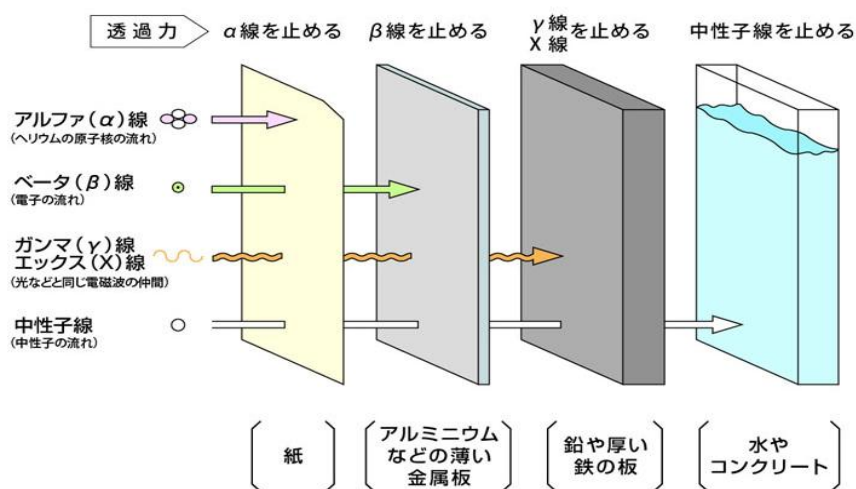 透過力
α線を止める
β線を止める
γ線
X線
を止める
中性子線を止める
アルファ(α)線
(ヘリウムの原子核の流れ)
ベータ(β)線
(電子の流れ)
ガンマ(γ)線
エックス(X)線
(光などと同じ電磁波の仲間)
中性子線
(中性子の流れ)
紙
アルミニウム
などの薄い
金属板
鉛や厚い
鉄の板
水や
コンクリート